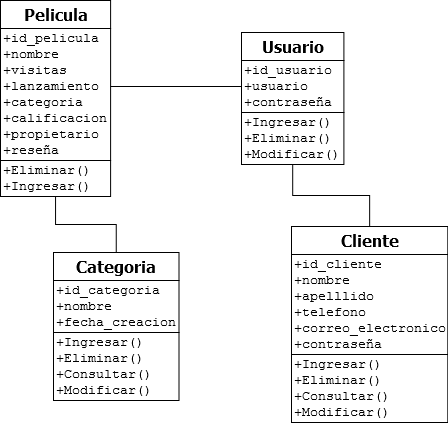 Pelicula
+id_pelicula
+nombre
+visitas
+lanzamiento
+categoria
+calificacion
+propietario
+reseña
+Eliminar()
+Ingresar()
Usuario
+id_usuario
+usuario
+contraseña
+Ingresar()
+Eliminar()
+Modificar()
Categoria
+id_categoria
+nombre
+fecha_creacion
+Ingresar()
+Eliminar()
+Consultar()
+Modificar()
Cliente
+id_cliente
+nombre
+apelllido
+telefono
+correo_electronico
+contraseña
+Ingresar()
+Eliminar()
+Consultar()
+Modificar()